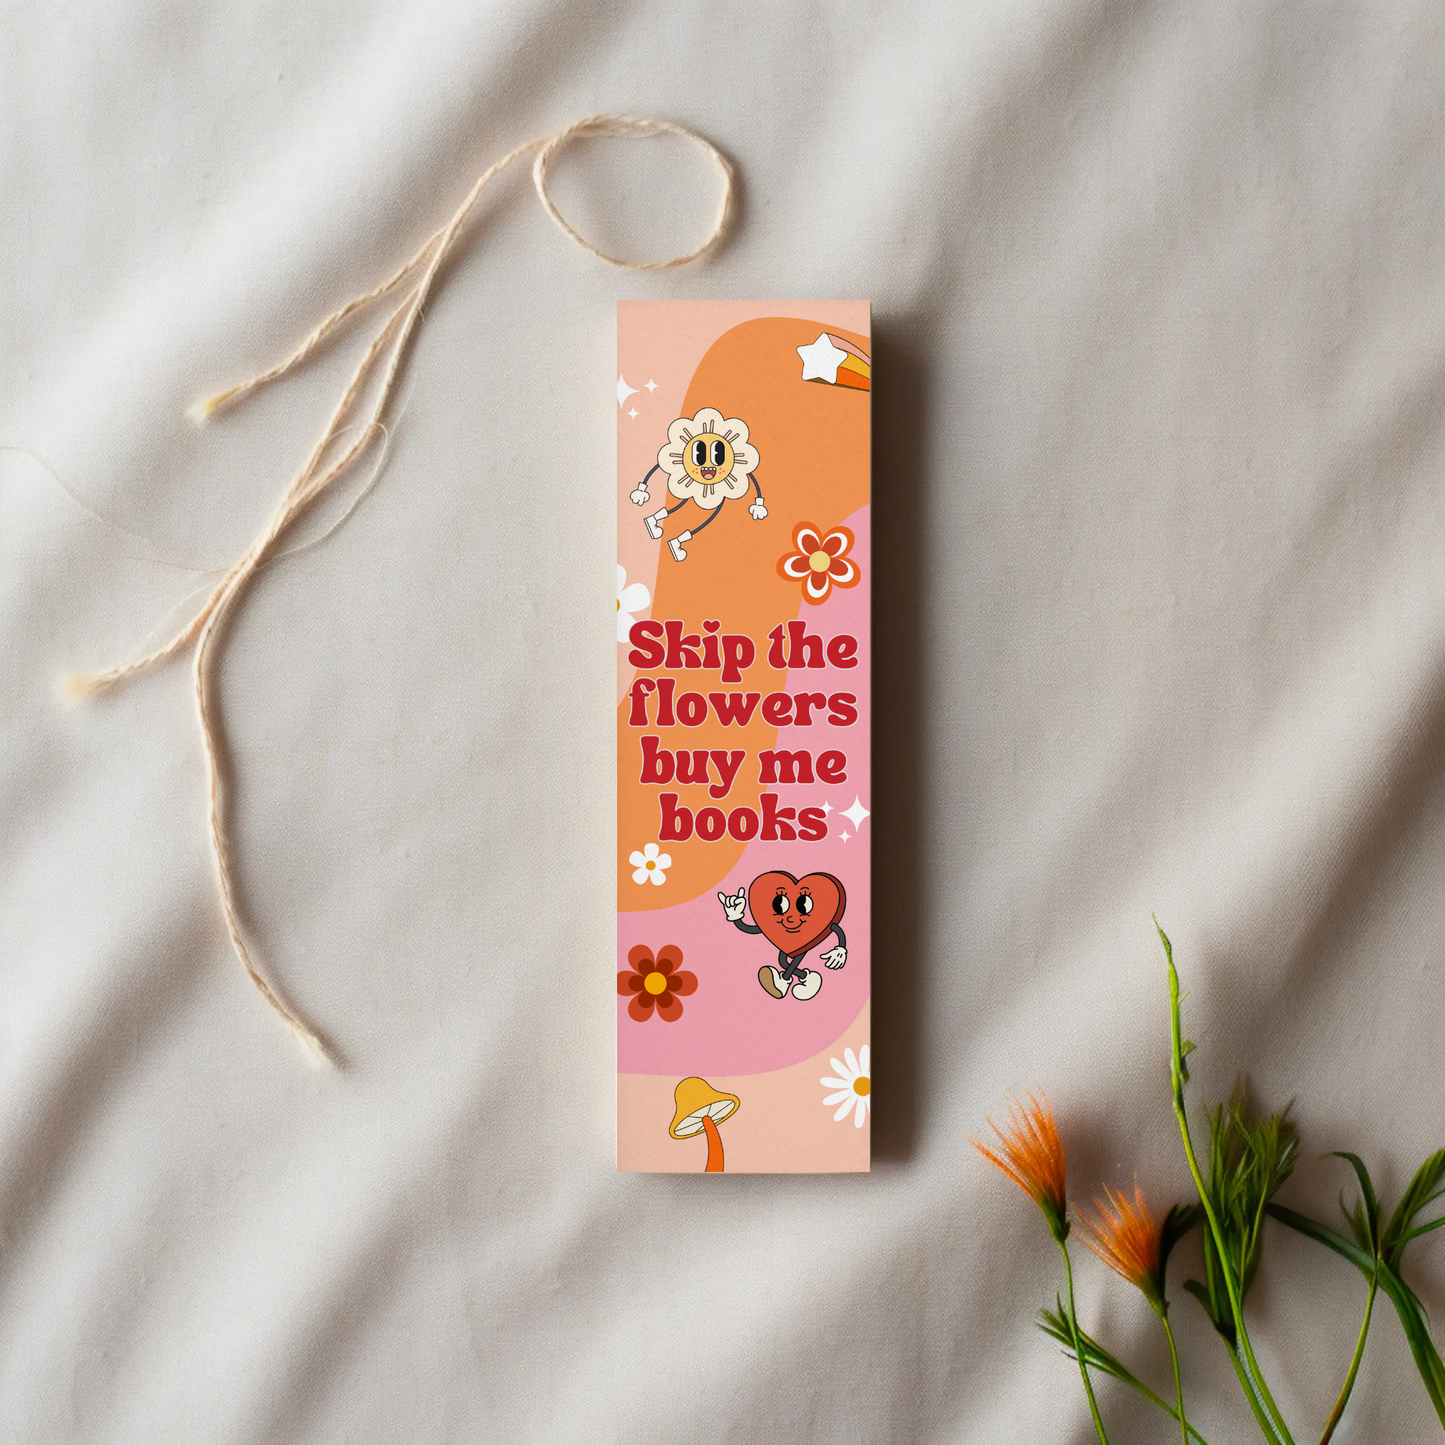 Skip the
flowers
buy me
books